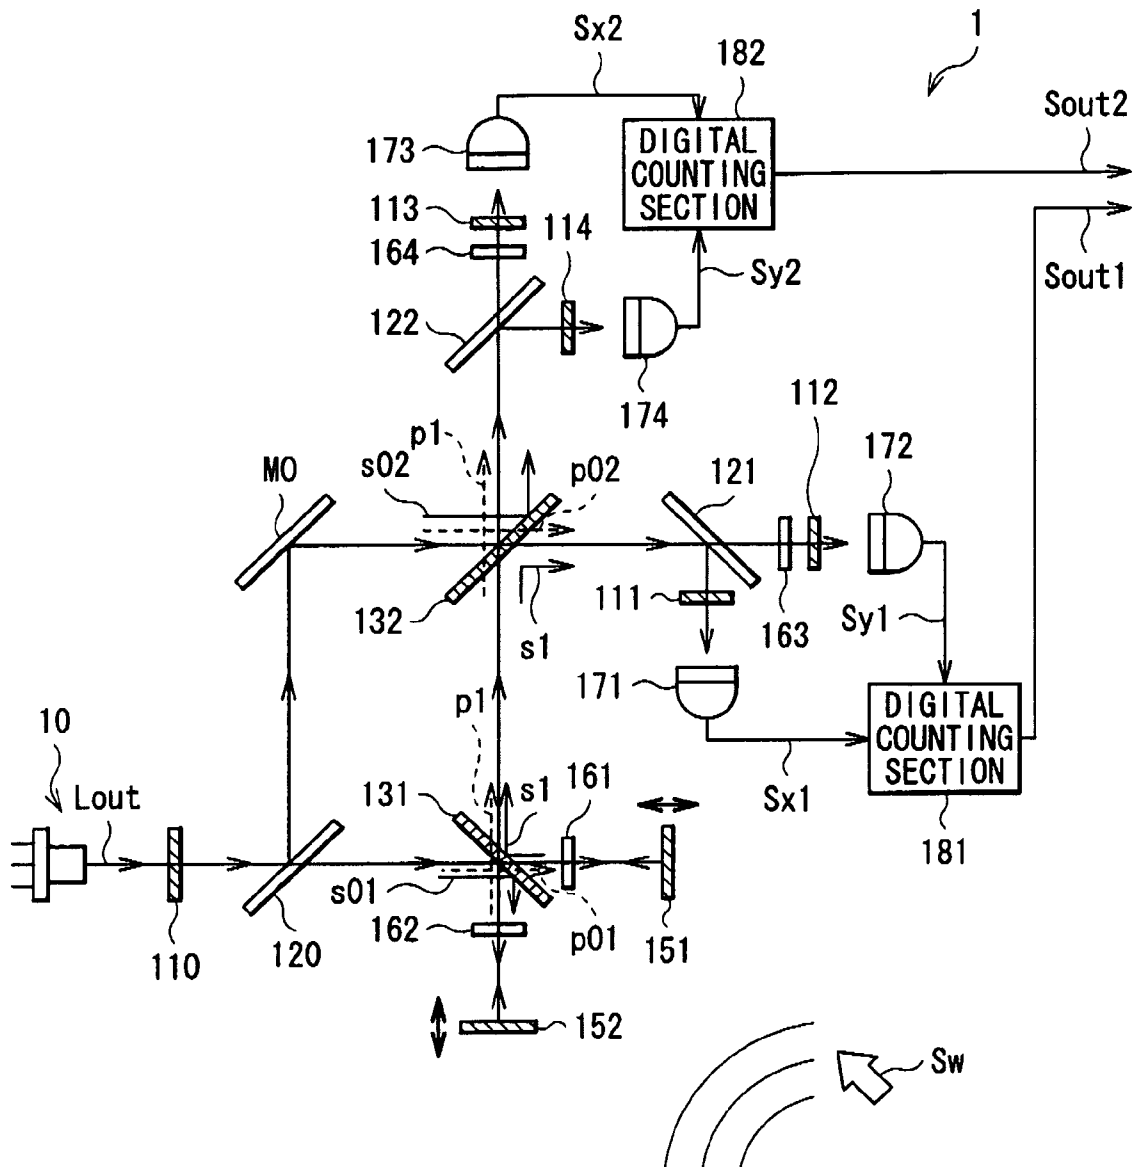 Sx2
182
1
Sout2
173
DIGITAL
COUNTING
SECTION
113
114
164
Sy2
Sout1
122
174
112
p1
172
s02
p02
121
M0
111
132
s1
163
Sy1
171
p1
DIGITAL
COUNTING
SECTION
10
131
s1
161
Sx1
Lout
181
s01
162
p01
151
110
120
152
Sw